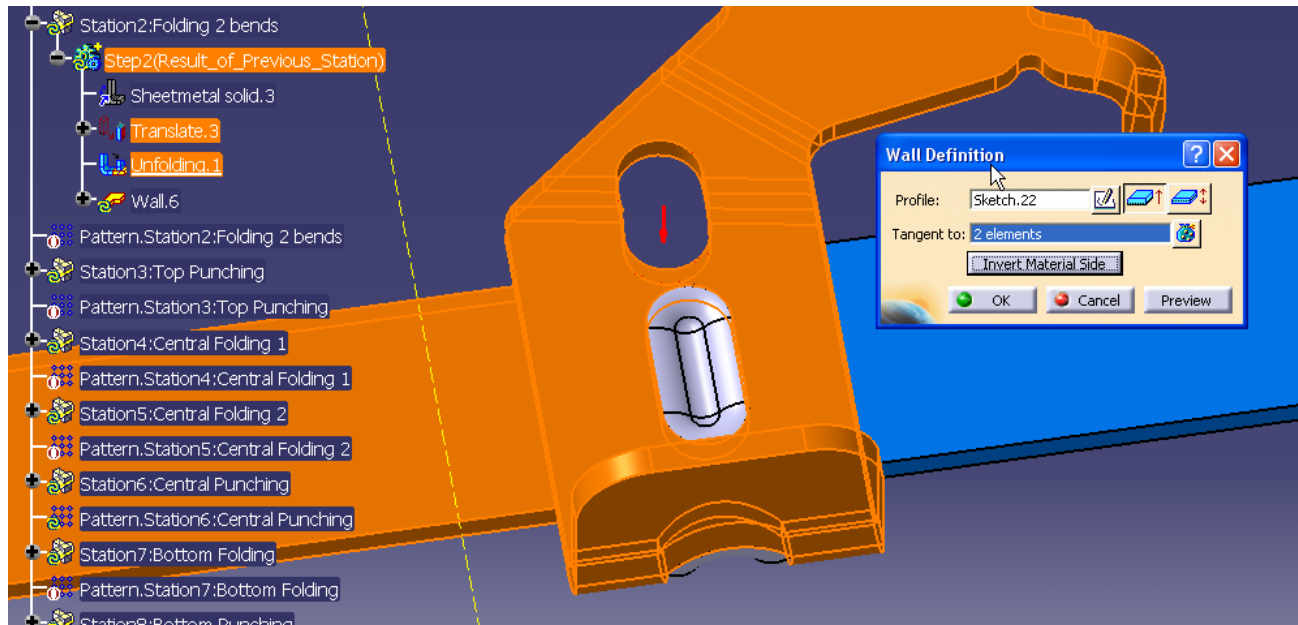 Station2:Folding 2 bends
Step2(Result_of_Previous_Station)
Sheetmetal solid.3
Translate.3
Unfolding.1
Wall.6
Pattern.Station2:Folding 2 bends
Station3:Top Punching
Pattern.Station3:Top Punching
Station4:Central Folding 1
Pattern.Station4:Central Folding 1
Station5:Central Folding 2
Pattern.Station5:Central Folding 2
Station6:Central Punching
Pattern.Station6:Central Punching
Station7:Bottom Folding
Pattern.Station7:Bottom Folding
Station8:Bottom Punching
Wall Definition
Profile: Sketch.22
Tangent to: 2 elements
Invert Material Side
OK Cancel Preview